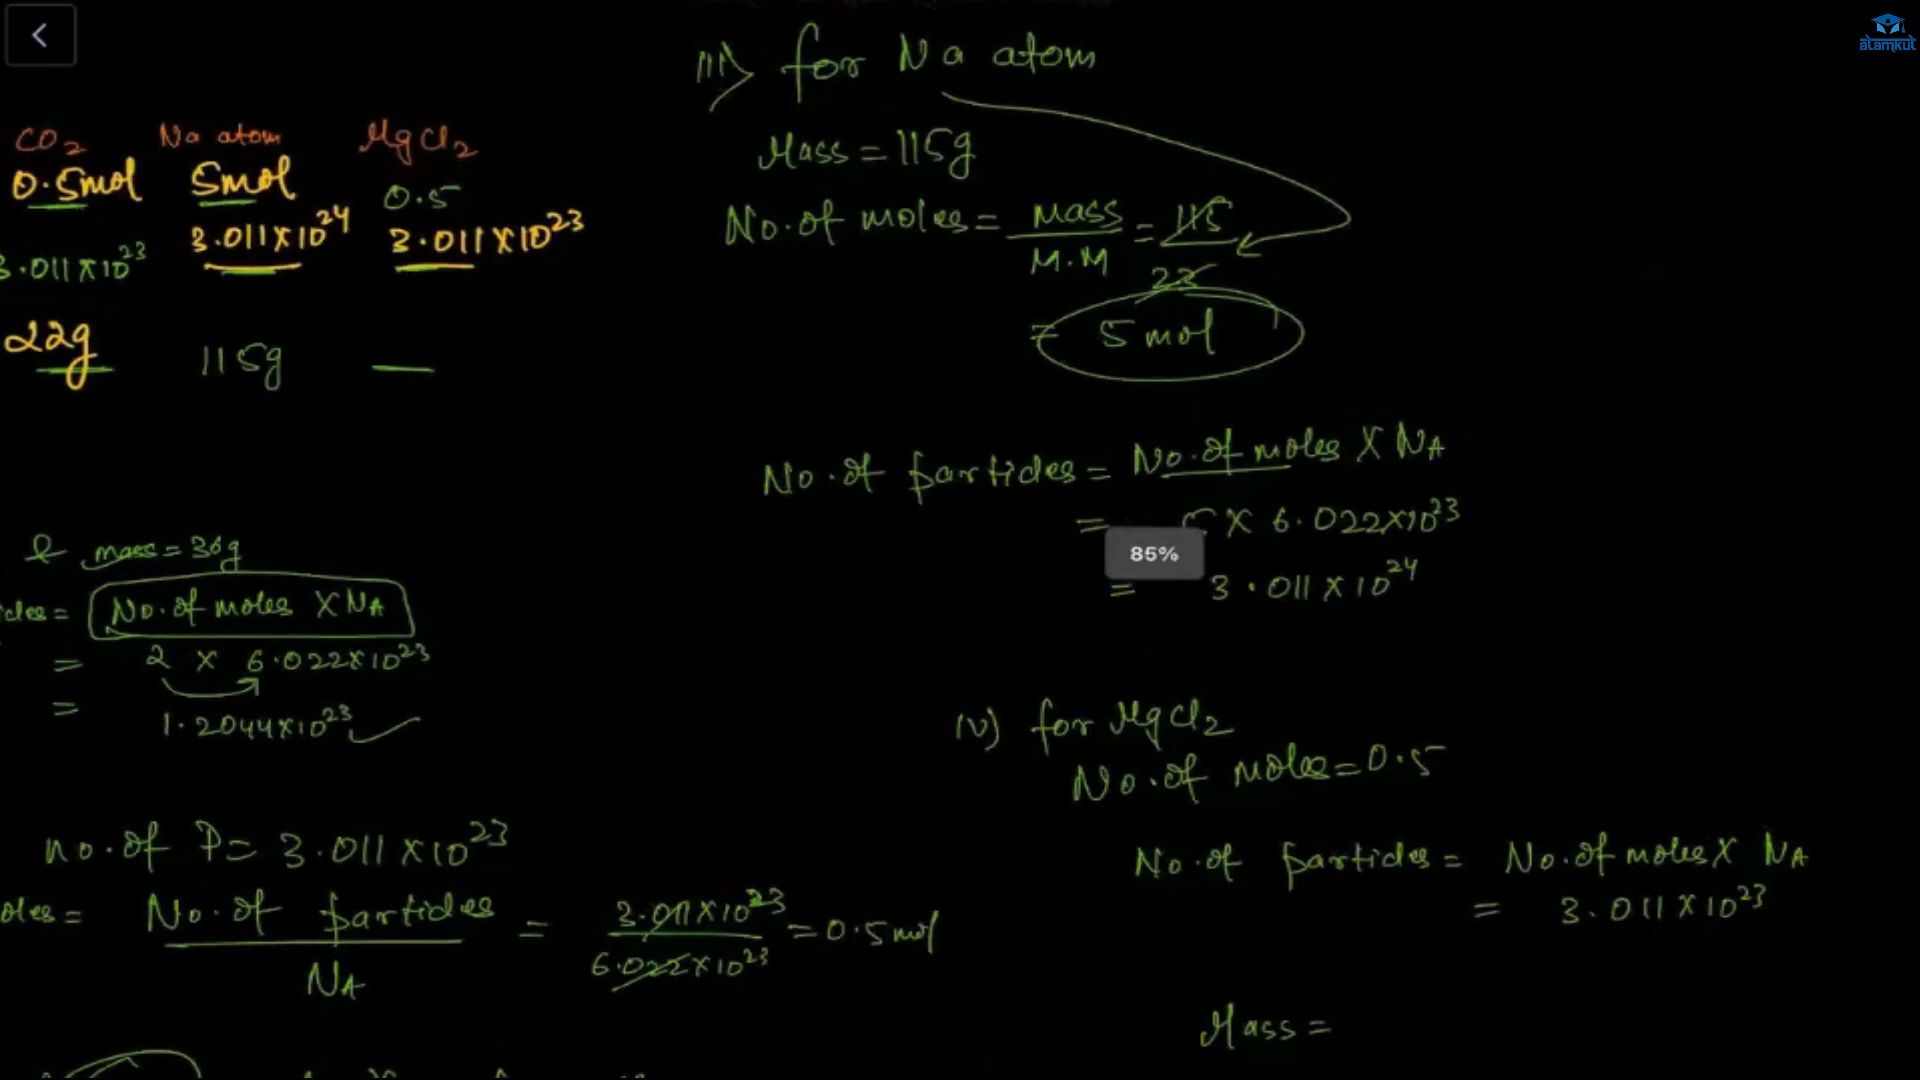 alamkut
CO2 Na atom MgCl2
0.5mol 5mol 0.5
3.011×10^23 3.011×10^24 3.011×10^23
22g 115g —
& mass = 36g
cles = No.of moles × NA
= 2 × 6.022×10^23
= 1.2044×10^23
no.of P = 3.011×10^23
oles = No.of particles / NA = 3.011×10^23 / 6.022×10^23 = 0.5mol
III) for Na atom
Mass = 115g
No.of moles = Mass / M.M = 115 / 23
= 5 mol
No.of particles = No.of moles × NA
= 5 × 6.022×10^23
85%
= 3.011×10^24
IV) for MgCl2
No.of moles = 0.5
No.of particles = No.of moles × NA
= 3.011×10^23
Mass =